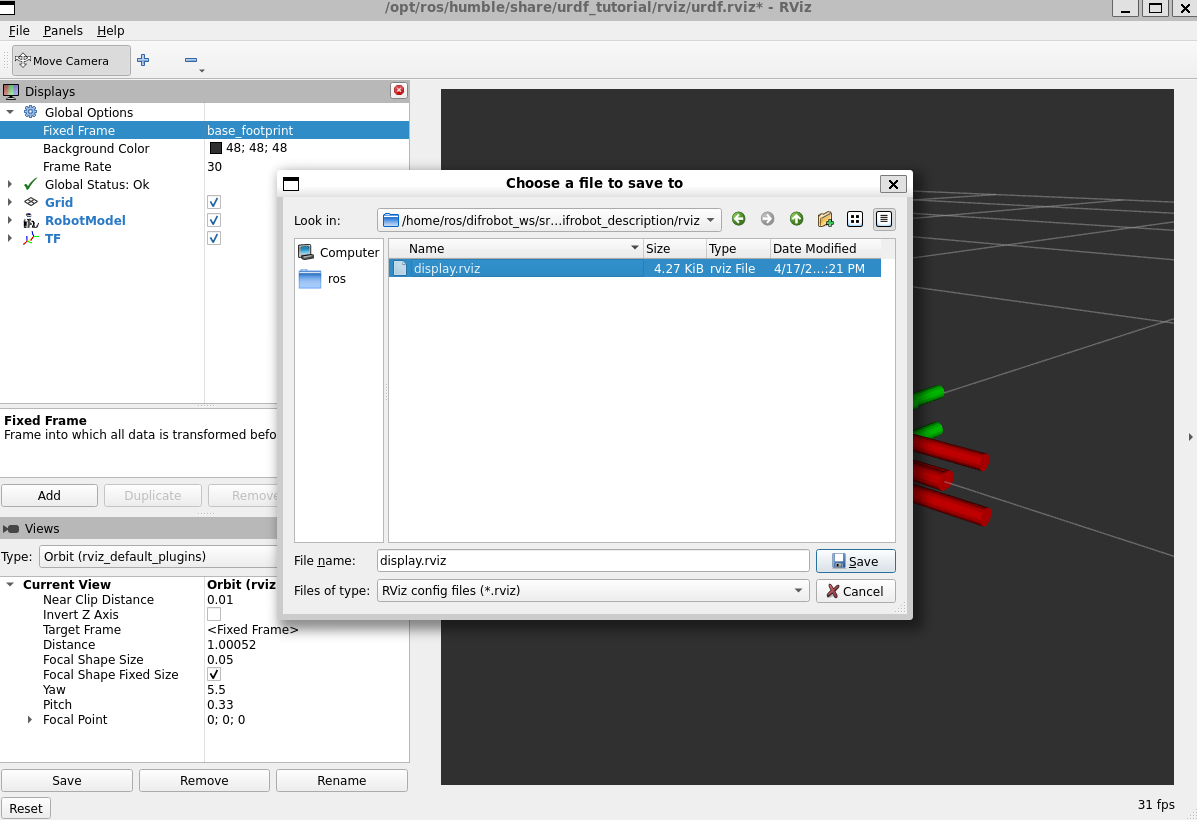 /opt/ros/humble/share/urdf_tutorial/rviz/urdf.rviz* - RViz
File Panels Help
Move Camera
Displays
Global Options
Fixed Frame base_footprint
Background Color 48; 48; 48
Frame Rate 30
Global Status: Ok
Grid
RobotModel
TF
Choose a file to save to
Look in: /home/ros/difrobot_ws/sr...ifrobot_description/rviz
Computer
ros
Name Size Type Date Modified
display.rviz 4.27 KiB rviz File 4/17/2...:21 PM
File name: display.rviz Save
Files of type: RViz config files (*.rviz) Cancel
Fixed Frame
Frame into which all data is transformed befo
Add Duplicate Remove
Views
Type: Orbit (rviz_default_plugins)
Current View Orbit (rviz
Near Clip Distance 0.01
Invert Z Axis
Target Frame <Fixed Frame>
Distance 1.00052
Focal Shape Size 0.05
Focal Shape Fixed Size
Yaw 5.5
Pitch 0.33
Focal Point 0; 0; 0
Save Remove Rename
Reset
31 fps